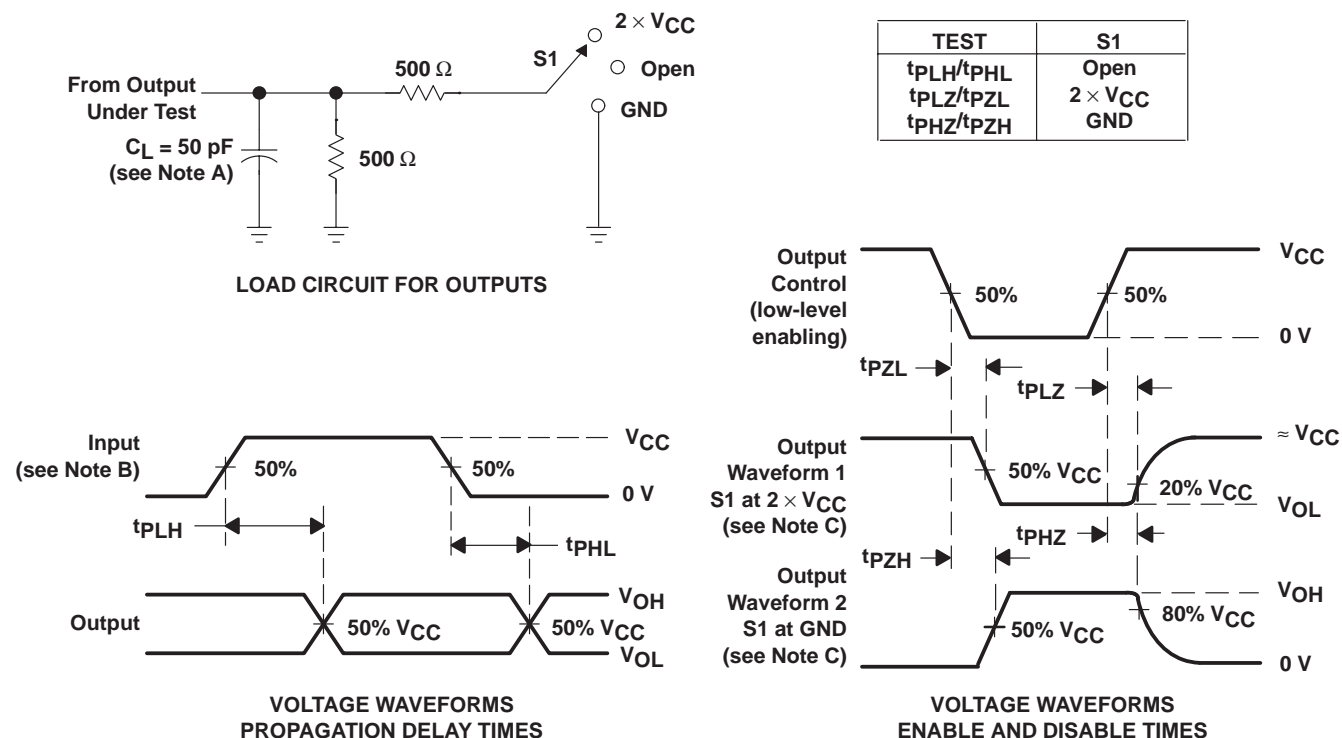 From Output
Under Test
CL = 50 pF
(see Note A)
500 Ω
500 Ω
S1
2 × VCC
Open
GND
LOAD CIRCUIT FOR OUTPUTS
TEST S1
tPLH/tPHL Open
tPLZ/tPZL 2 × VCC
tPHZ/tPZH GND
Input
(see Note B)
50%
50%
VCC
0 V
tPLH
tPHL
Output
50% VCC
50% VCC
VOH
VOL
VOLTAGE WAVEFORMS
PROPAGATION DELAY TIMES
Output
Control
(low-level
enabling)
50%
50%
VCC
0 V
tPZL
tPLZ
Output
Waveform 1
S1 at 2 × VCC
(see Note C)
50% VCC
20% VCC
≈ VCC
VOL
tPZH
tPHZ
Output
Waveform 2
S1 at GND
(see Note C)
50% VCC
80% VCC
VOH
0 V
VOLTAGE WAVEFORMS
ENABLE AND DISABLE TIMES